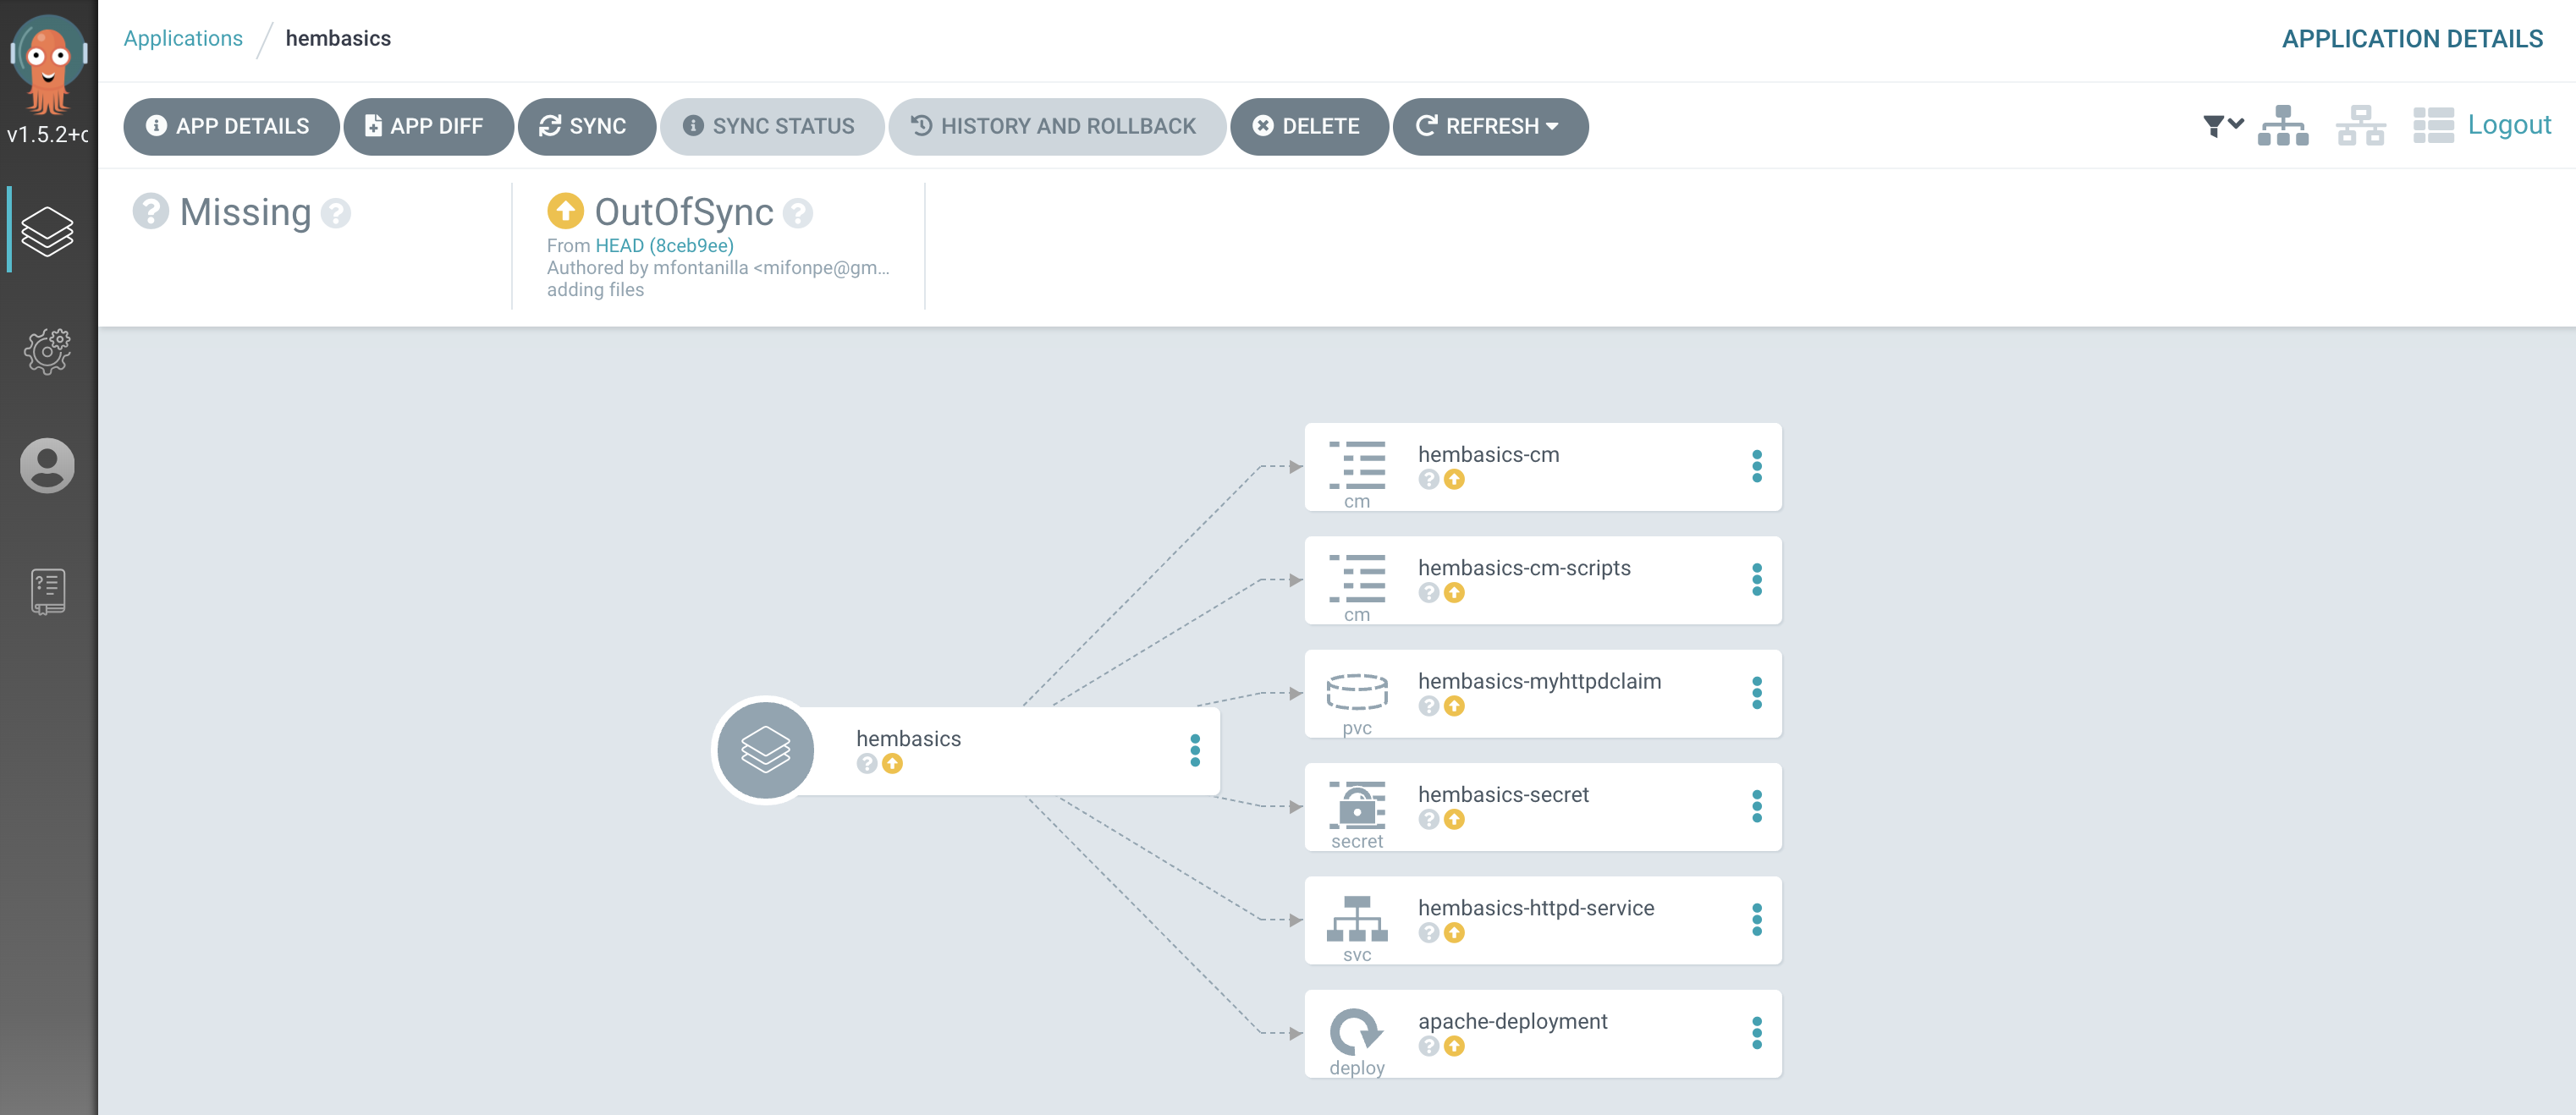 Applications / hembasics
APPLICATION DETAILS
v1.5.2+c
APP DETAILS
APP DIFF
SYNC
SYNC STATUS
HISTORY AND ROLLBACK
DELETE
REFRESH
Logout
Missing
OutOfSync
From HEAD (8ceb9ee)
Authored by mfontanilla <mifonpe@gm...
adding files
hembasics
hembasics-cm
cm
hembasics-cm-scripts
cm
hembasics-myhttpdclaim
pvc
hembasics-secret
secret
hembasics-httpd-service
svc
apache-deployment
deploy